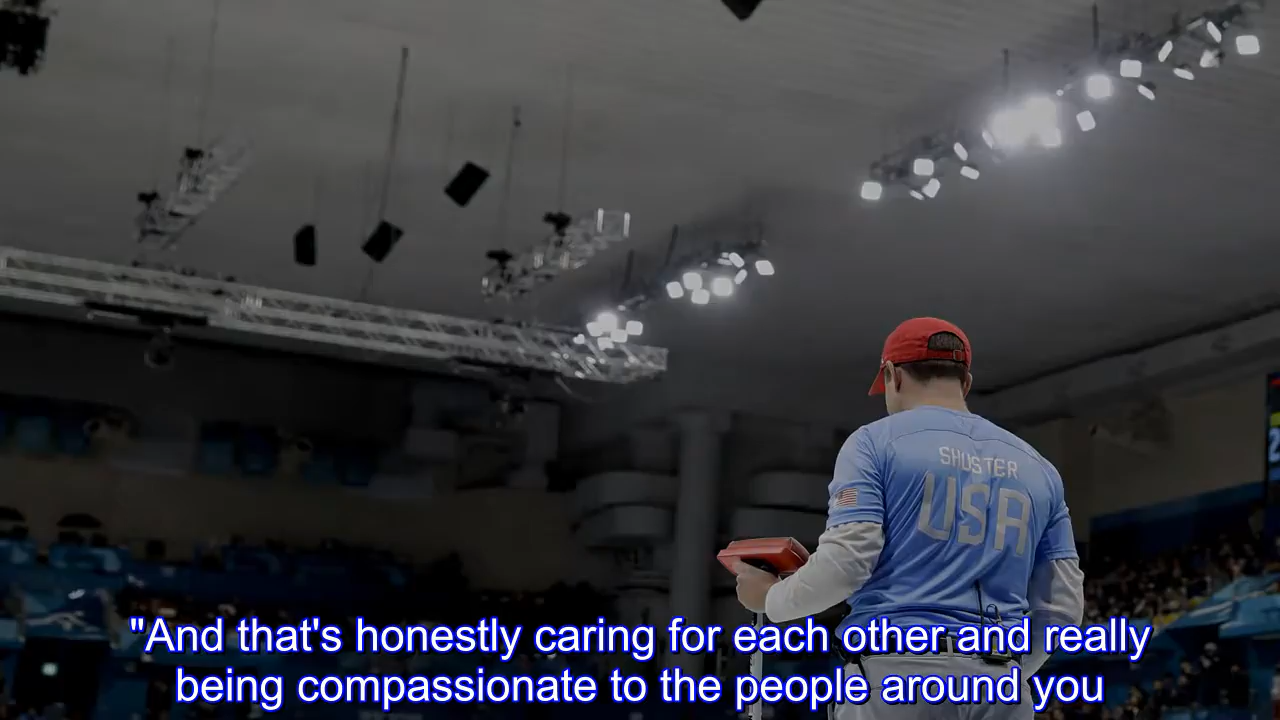 SHUSTER
USA
"And that's honestly caring for each other and really
being compassionate to the people around you